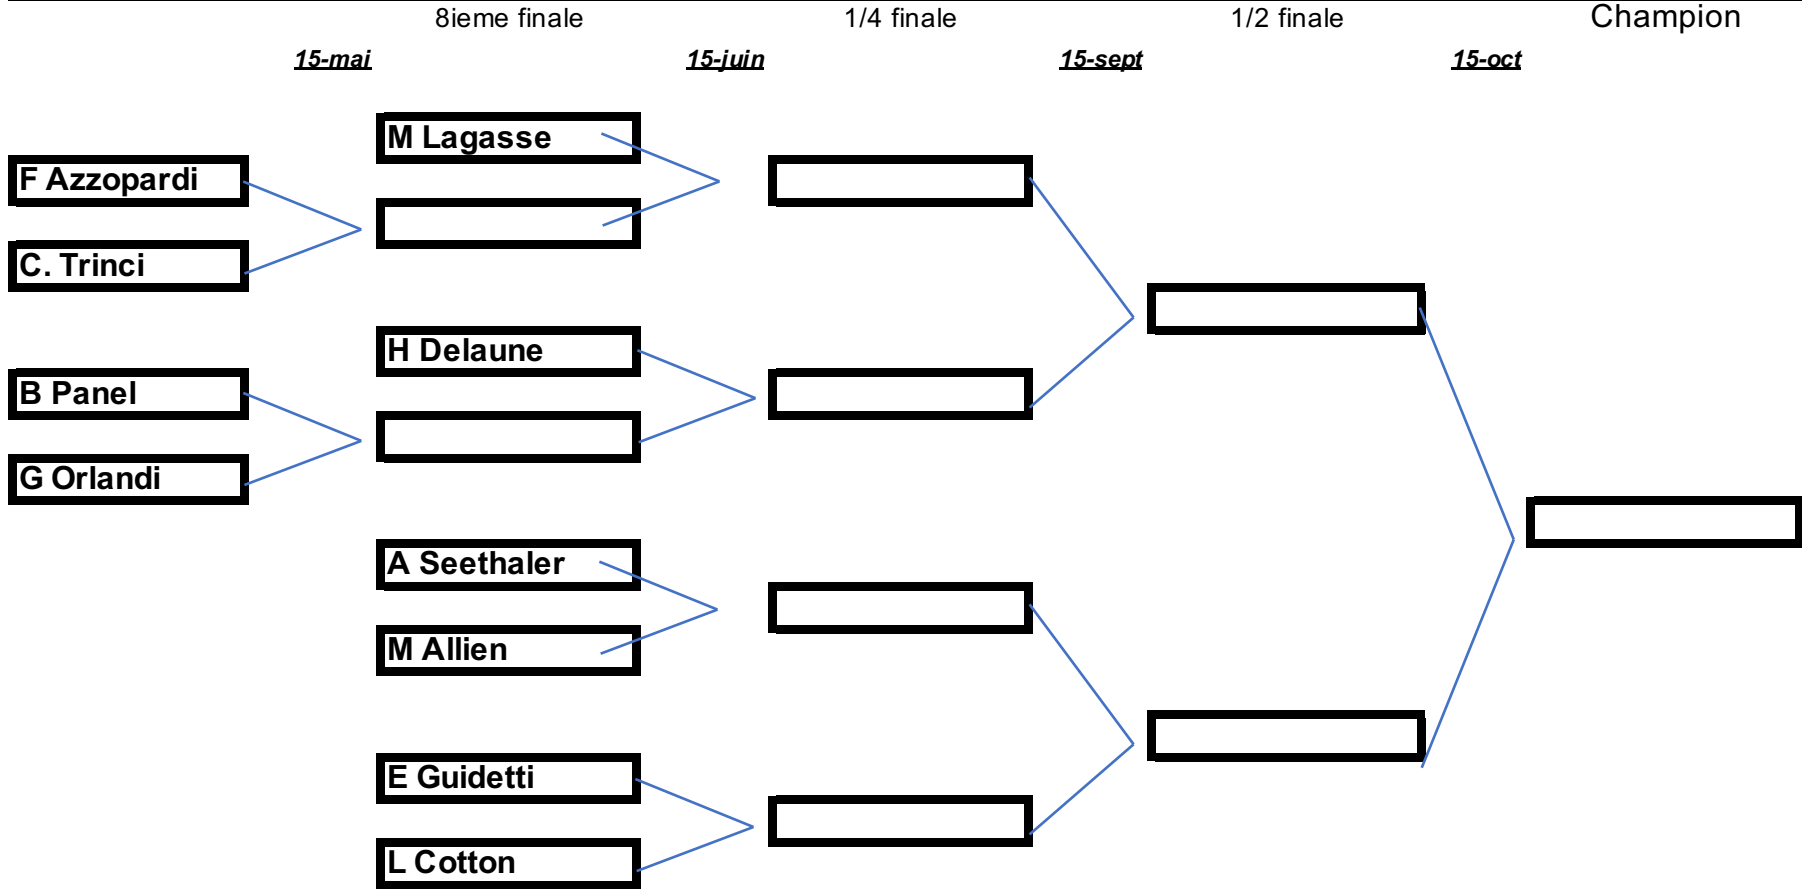 8ieme finale 1/4 finale 1/2 finale Champion
15-mai 15-juin 15-sept 15-oct
M Lagasse
F Azzopardi
C. Trinci
H Delaune
B Panel
G Orlandi
A Seethaler
M Allien
E Guidetti
L Cotton